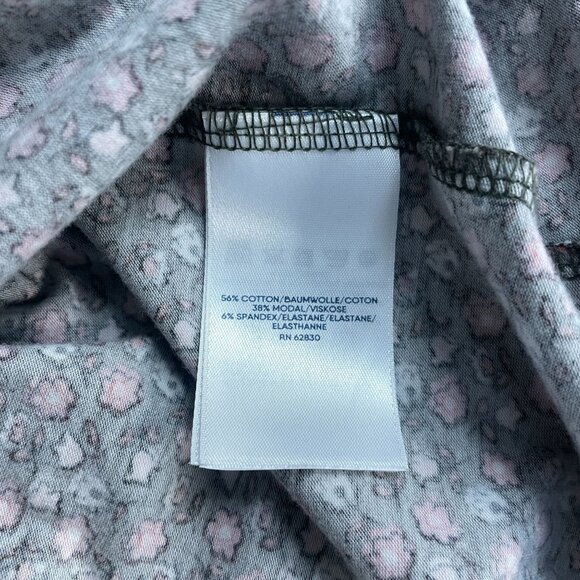 56% COTTON/BAUMWOLLE/COTON
38% MODAL/VISKOSE
6% SPANDEX/ELASTANE/ELASTANE/
ELASTHANNE
RN 62830